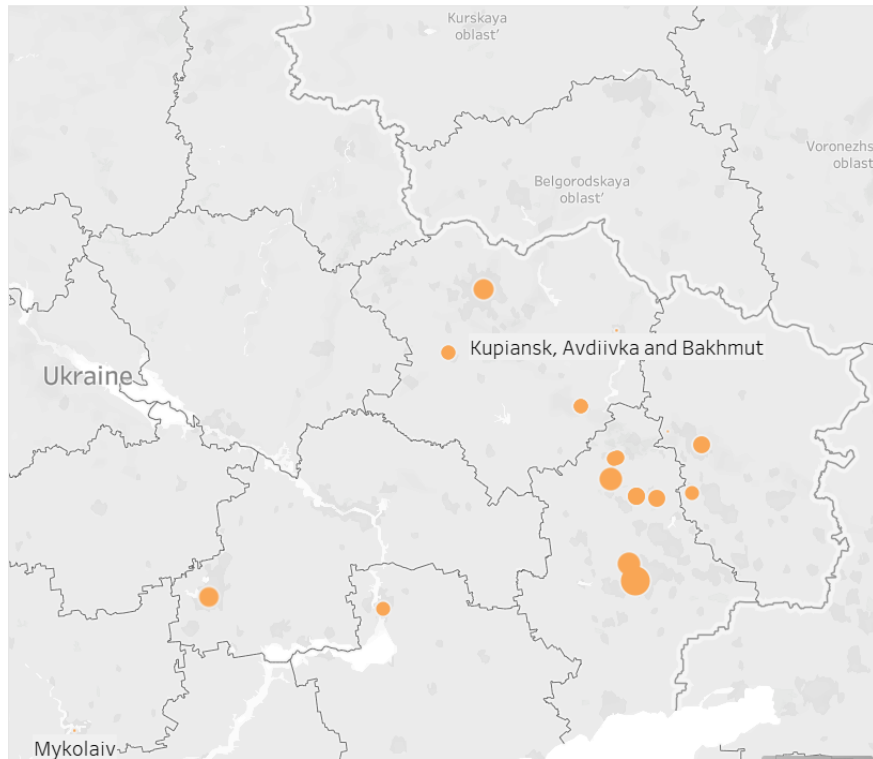 Kurskaya
oblast'
Voronezhs
oblast'
Belgorodskaya
oblast'
Kupiansk, Avdiivka and Bakhmut
Ukraine
Mykolaiv